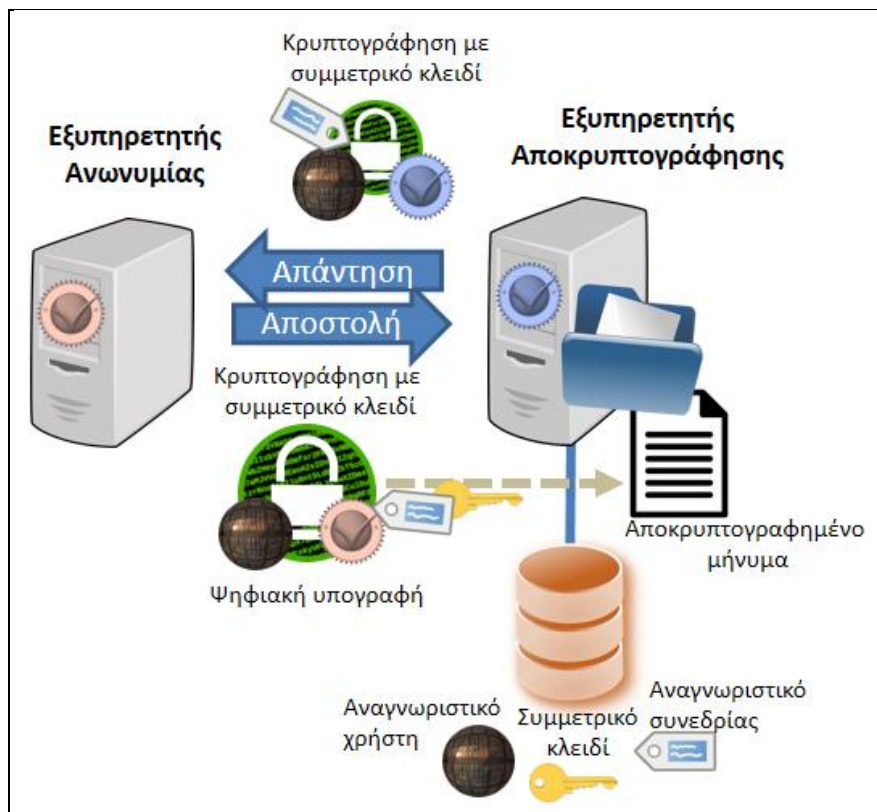 Κρυπτογράφηση με
συμμετρικό κλειδί
Εξυπηρετητής
Ανωνυμίας
Εξυπηρετητής
Αποκρυπτογράφησης
Απάντηση
Αποστολή
Κρυπτογράφηση με
συμμετρικό κλειδί
Αποκρυπτογραφημένο
μήνυμα
Ψηφιακή υπογραφή
Αναγνωριστικό
χρήστη
Συμμετρικό
κλειδί
Αναγνωριστικό
συνεδρίας